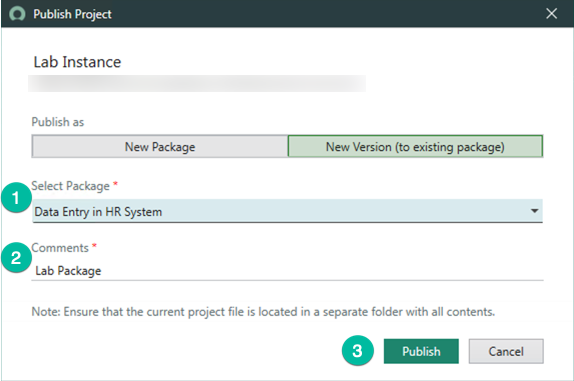 Publish Project
Lab Instance
Publish as
New Package
New Version (to existing package)
1
Select Package *
Data Entry in HR System
2
Comments *
Lab Package
Note: Ensure that the current project file is located in a separate folder with all contents.
3
Publish
Cancel